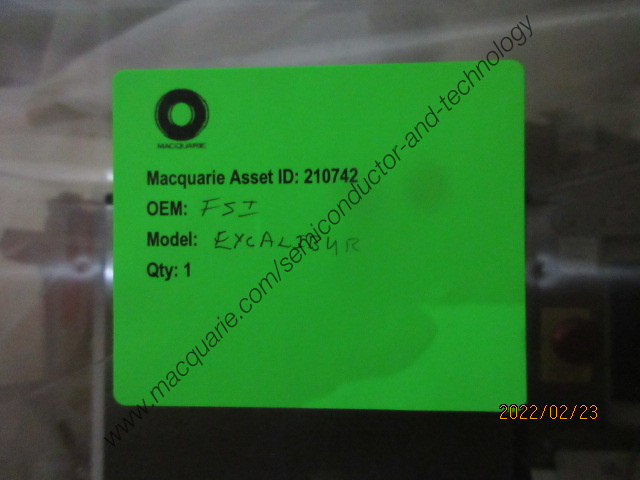 MACQUARIE
Macquarie Asset ID: 210742
OEM: FSI
Model: EXCALIBUR
Qty: 1
www.macquarie.com/semiconductor-and-technology
2022/02/23